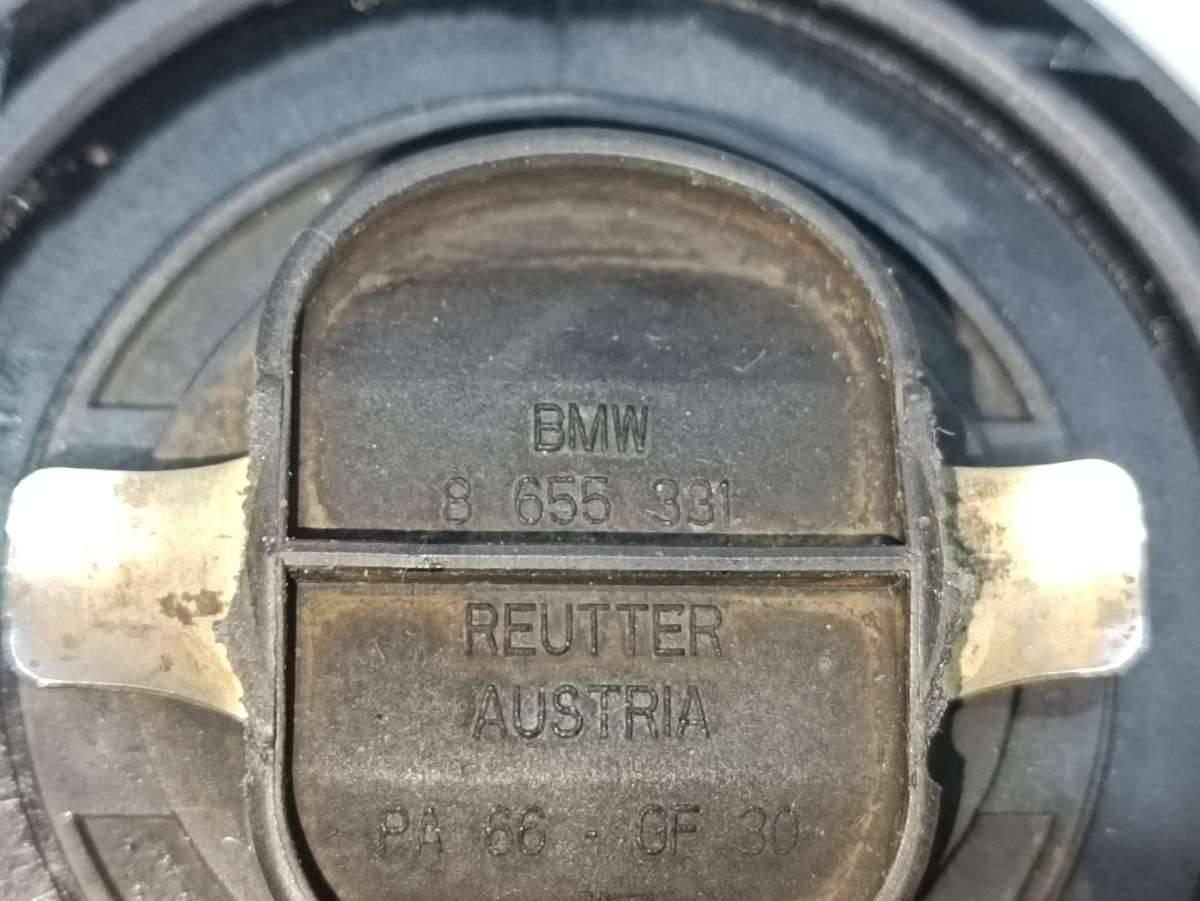 BMW
8 655 331
REUTTER
AUSTRIA
PA 66 - GF 30